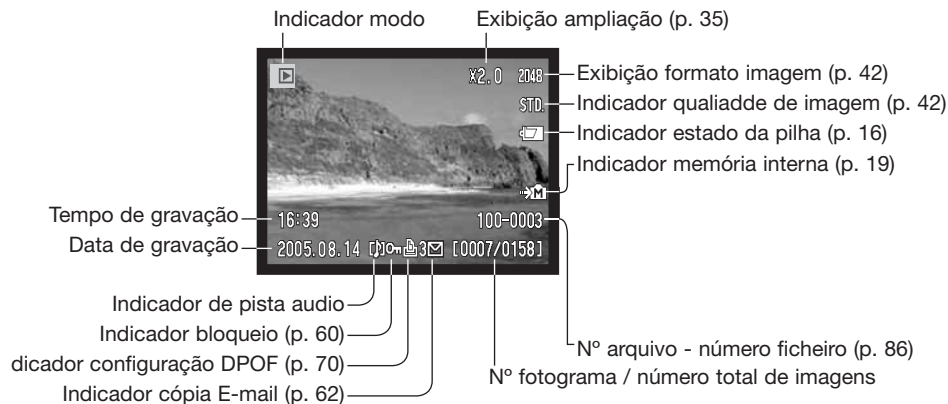 Indicador modo
Exibição ampliação (p. 35)
X2.0 2048
Exibição formato imagem (p. 42)
STD.
Indicador qualiadde de imagem (p. 42)
Indicador estado da pilha (p. 16)
M
Indicador memória interna (p. 19)
Tempo de gravação
16:39
100-0003
Data de gravação
2005.08.14
3
[0007/0158]
Indicador de pista audio
Indicador bloqueio (p. 60)
dicador configuração DPOF (p. 70)
Indicador cópia E-mail (p. 62)
Nº arquivo - número ficheiro (p. 86)
Nº fotograma / número total de imagens